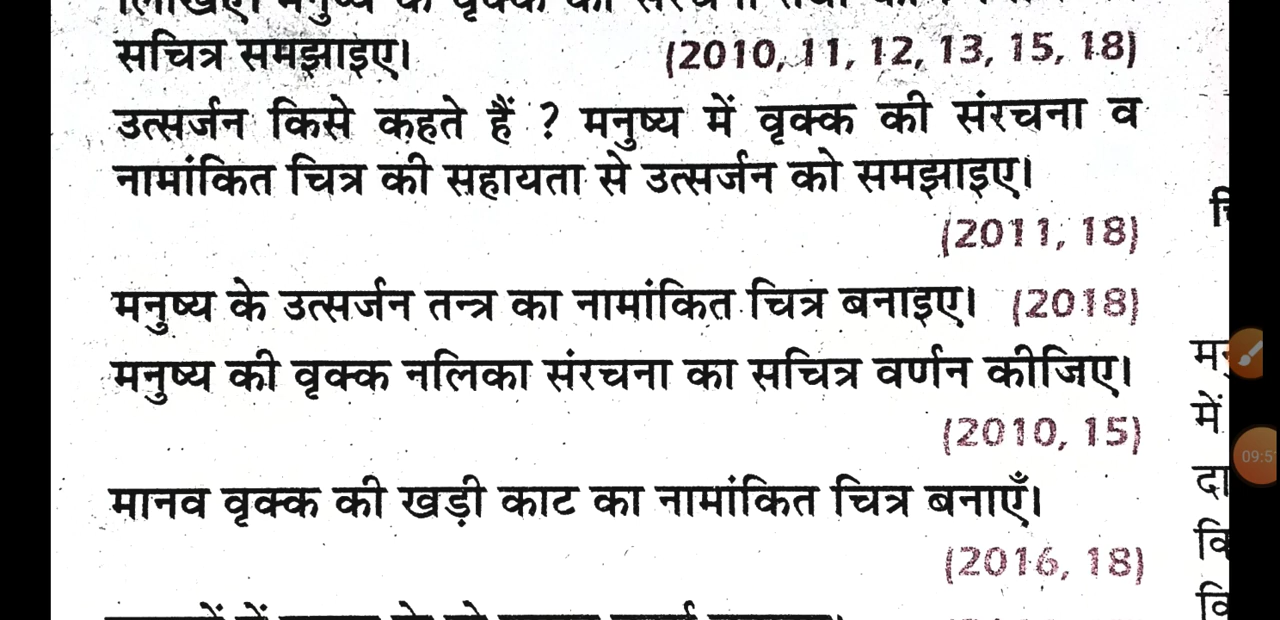 सचित्र समझाइए। (2010, 11, 12, 13, 15, 18)
उत्सर्जन किसे कहते हैं ? मनुष्य में वृक्क की संरचना व
नामांकित चित्र की सहायता से उत्सर्जन को समझाइए।
(2011, 18)
मनुष्य के उत्सर्जन तन्त्र का नामांकित चित्र बनाइए। (2018)
मनुष्य की वृक्क नलिका संरचना का सचित्र वर्णन कीजिए।
(2010, 15)
मानव वृक्क की खड़ी काट का नामांकित चित्र बनाएँ।
(2016, 18)
में